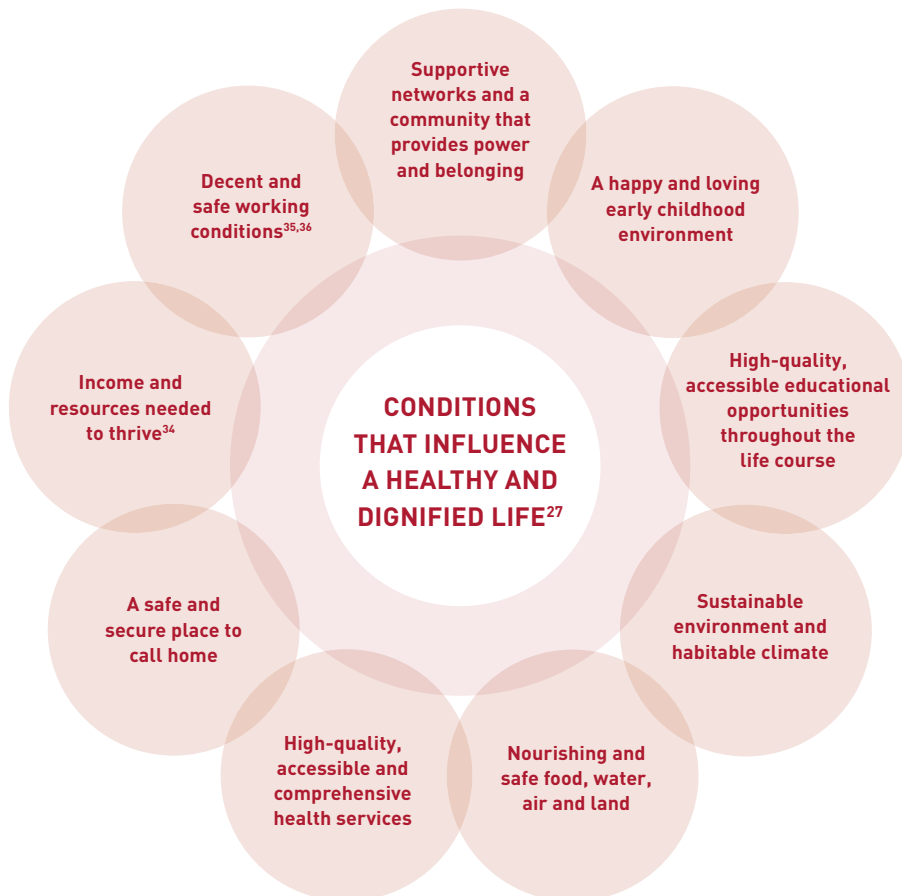 Supportive
networks and a
community that
provides power
and belonging
A happy and loving
early childhood
environment
High-quality,
accessible educational
opportunities
throughout the
life course
Sustainable
environment and
habitable climate
Nourishing and
safe food, water,
air and land
High-quality,
accessible and
comprehensive
health services
A safe and
secure place to
call home
Income and
resources needed
to thrive³⁴
Decent and
safe working
conditions³⁵,³⁶
CONDITIONS
THAT INFLUENCE
A HEALTHY AND
DIGNIFIED LIFE²⁷